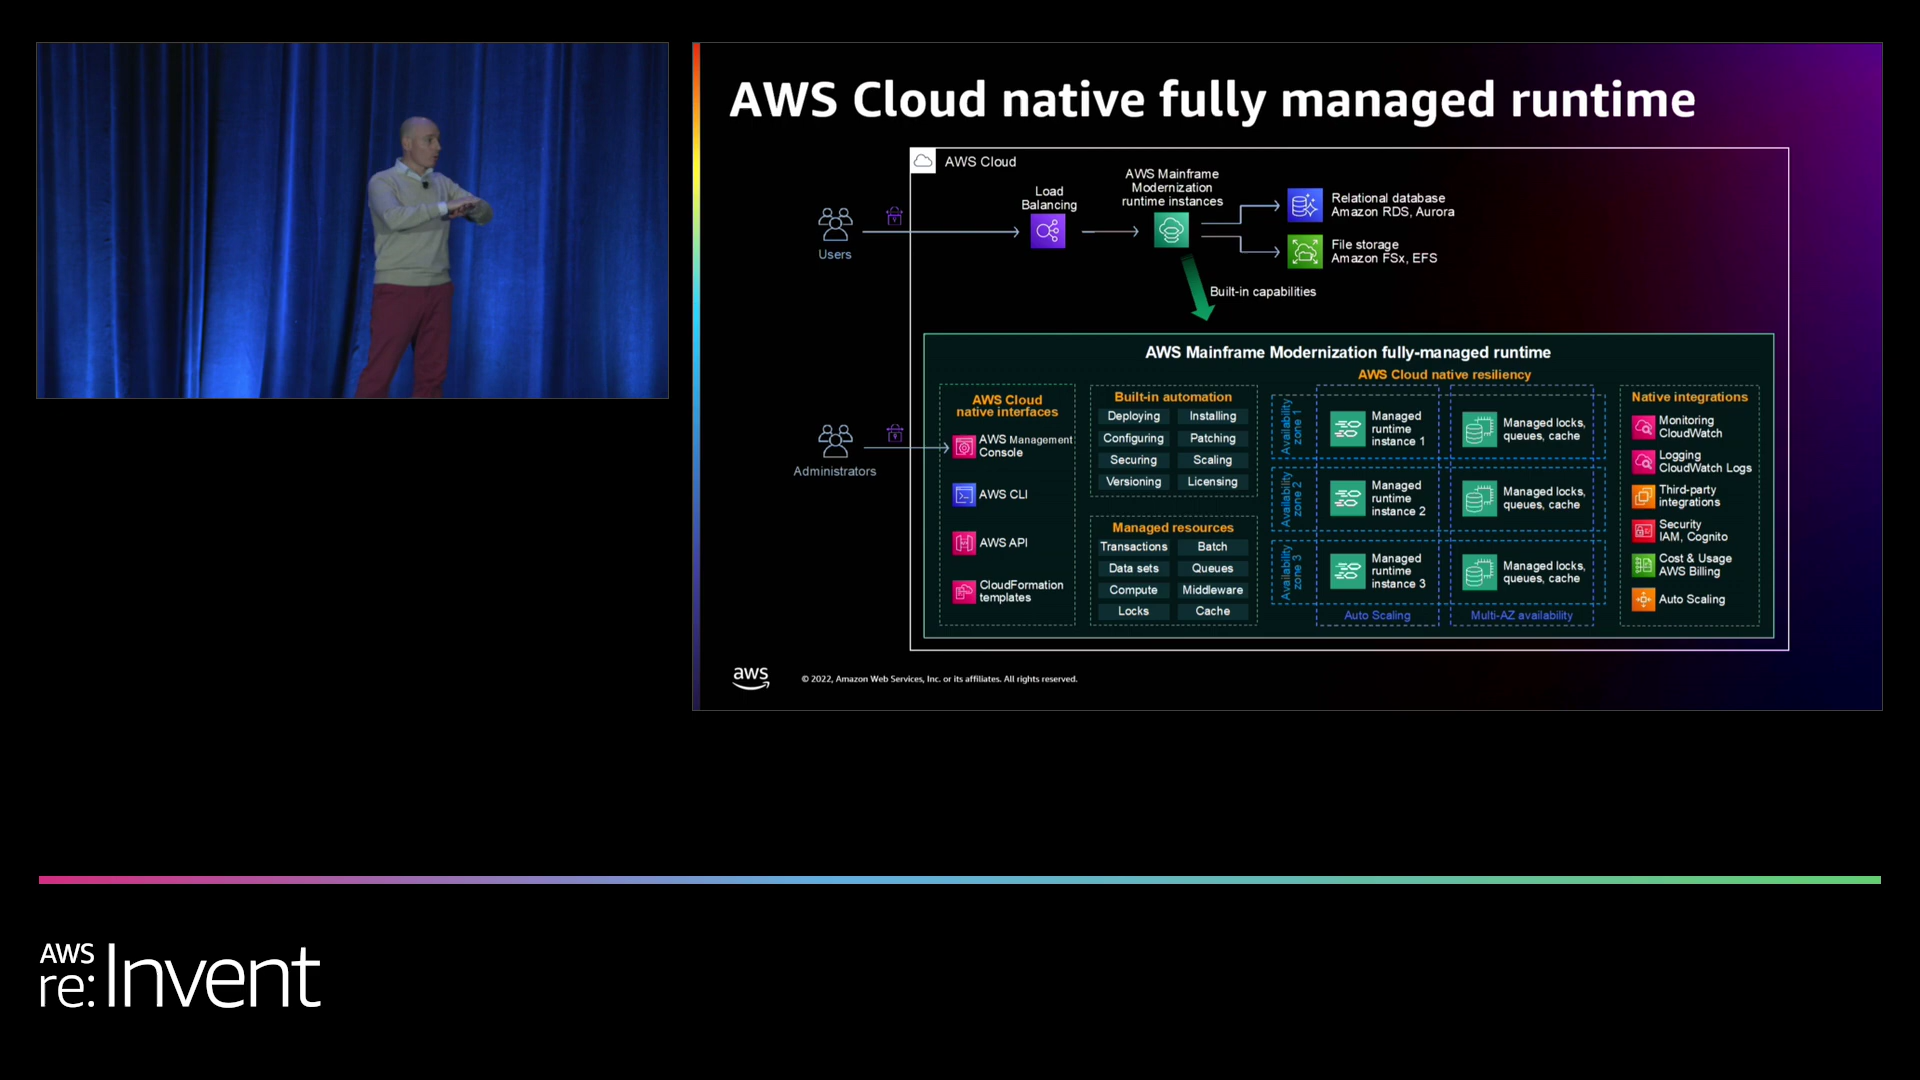 AWS Cloud native fully managed runtime
AWS Cloud
Users
Load
Balancing
AWS Mainframe
Modernization
runtime instances
Relational database
Amazon RDS, Aurora
File storage
Amazon FSx, EFS
Built-in capabilities
Administrators
AWS Mainframe Modernization fully-managed runtime
AWS Cloud
native interfaces
AWS Management
Console
AWS CLI
AWS API
CloudFormation
templates
Built-in automation
Deploying
Installing
Configuring
Patching
Securing
Scaling
Versioning
Licensing
Managed resources
Transactions
Batch
Data sets
Queues
Compute
Middleware
Locks
Cache
AWS Cloud native resiliency
Availability
zone 1
Managed
runtime
instance 1
Managed locks,
queues, cache
Availability
zone 2
Managed
runtime
instance 2
Managed locks,
queues, cache
Availability
zone 3
Managed
runtime
instance 3
Managed locks,
queues, cache
Auto Scaling
Multi-AZ availability
Native integrations
Monitoring
CloudWatch
Logging
CloudWatch Logs
Third-party
integrations
Security
IAM, Cognito
Cost & Usage
AWS Billing
Auto Scaling
aws
© 2022, Amazon Web Services, Inc. or its affiliates. All rights reserved.
AWS
re:Invent